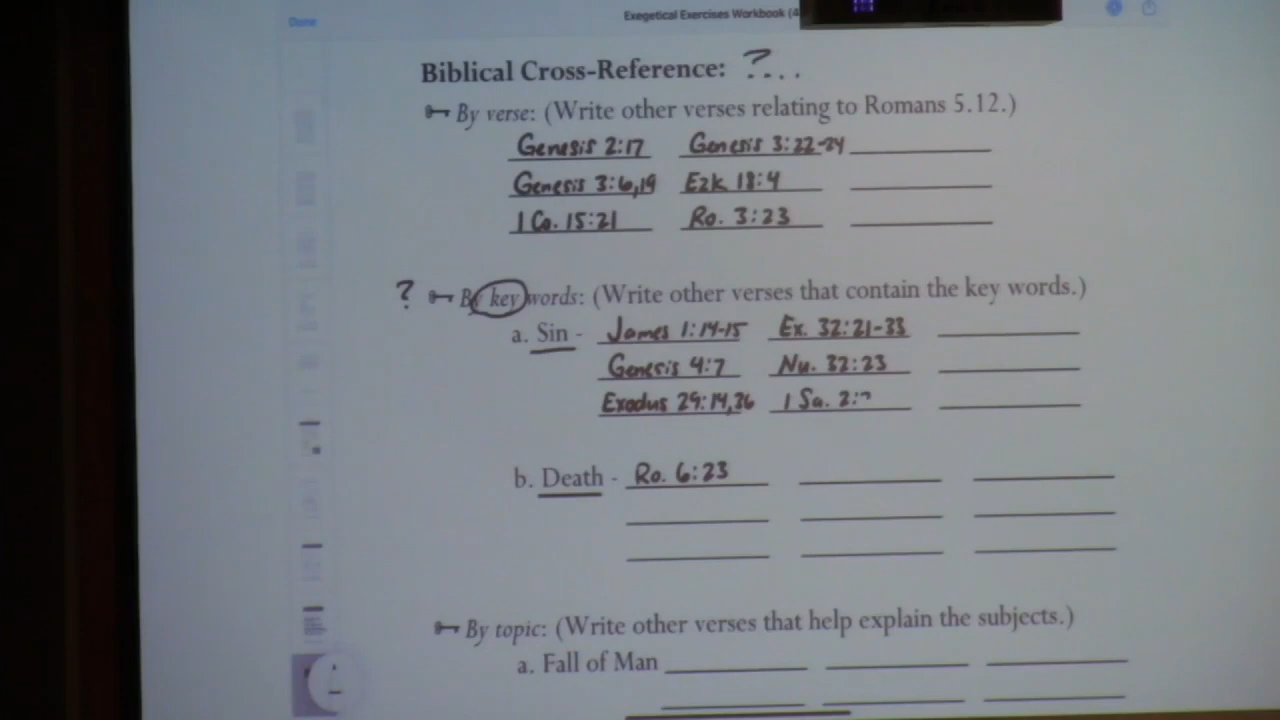 Done
Exegetical Exercises Workbook (4
Biblical Cross-Reference: ?....
By verse: (Write other verses relating to Romans 5.12.)
Genesis 2:17 Genesis 3:22-24
Genesis 3:6,19 Ezk 18:4
1 Co. 15:21 Ro. 3:23
? By key words: (Write other verses that contain the key words.)
a. Sin - James 1:14-15 Ex. 32:21-33
Genesis 4:7 Nu. 32:23
Exodus 29:14,36 1 Sa. 2:?
b. Death - Ro. 6:23
By topic: (Write other verses that help explain the subjects.)
a. Fall of Man